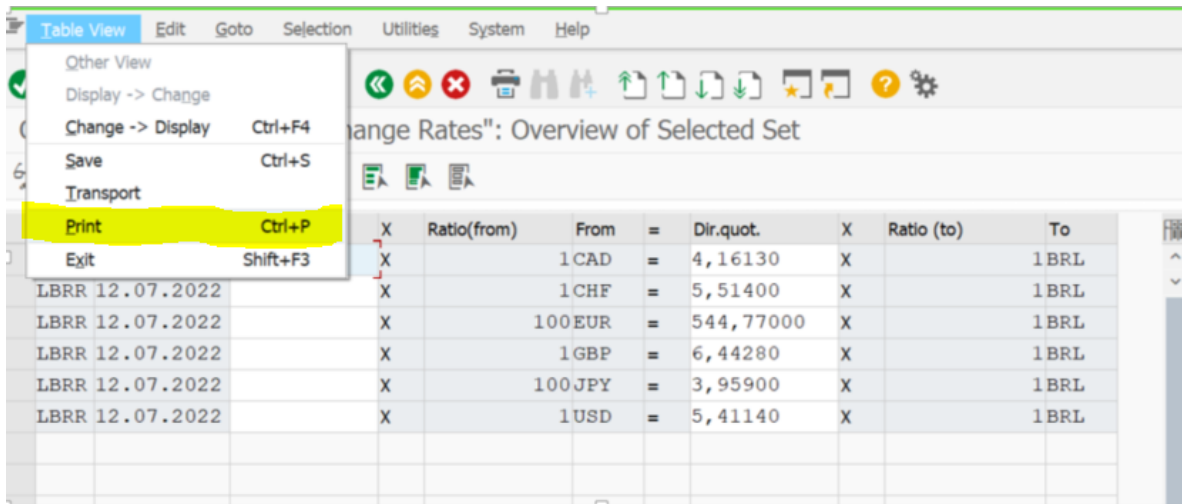 Table View Edit Goto Selection Utilities System Help
Other View
Display -> Change
Change -> Display Ctrl+F4
ange Rates": Overview of Selected Set
Save Ctrl+S
Transport
Print Ctrl+P
X Ratio(from) From = Dir.quot. X Ratio (to) To
Exit Shift+F3
X 1 CAD = 4,16130 X 1 BRL
LBRR 12.07.2022 X 1 CHF = 5,51400 X 1 BRL
LBRR 12.07.2022 X 100 EUR = 544,77000 X 1 BRL
LBRR 12.07.2022 X 1 GBP = 6,44280 X 1 BRL
LBRR 12.07.2022 X 100 JPY = 3,95900 X 1 BRL
LBRR 12.07.2022 X 1 USD = 5,41140 X 1 BRL